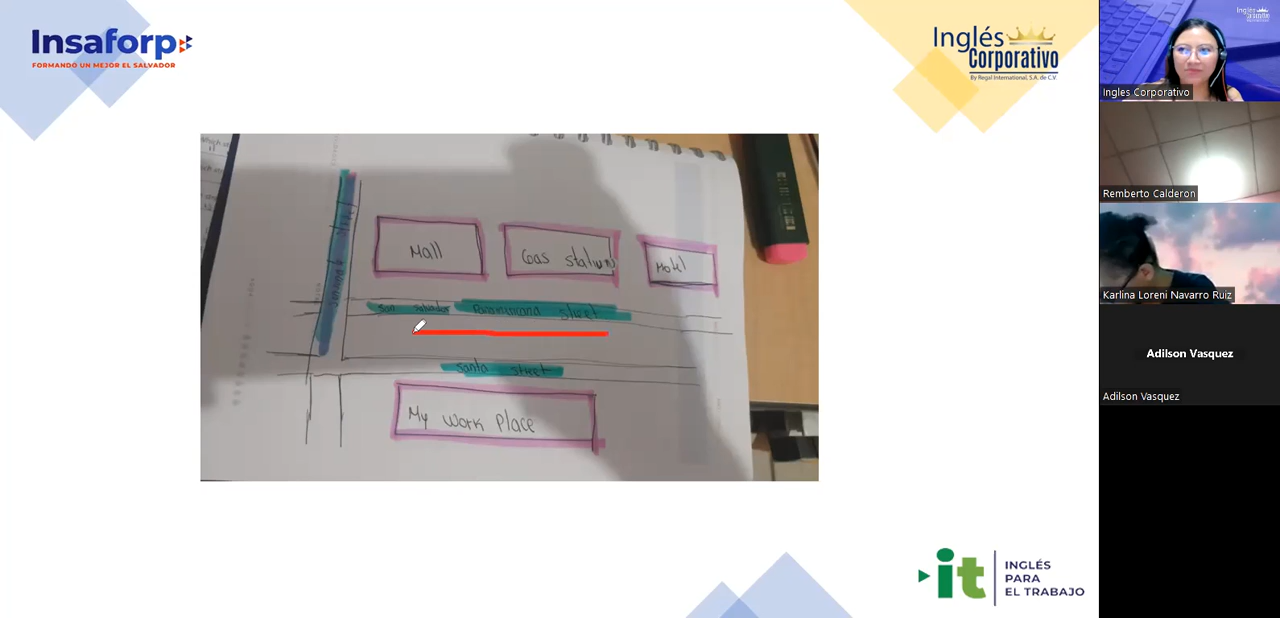 Insaforp
FORMANDO UN MEJOR EL SALVADOR
Inglés
Corporativo
By Regal International, S.A. de C.V.
Mall
Gas
Motel
San Salvador
street
Santa street
My work place
it
INGLÉS
PARA
EL TRABAJO
Ingles Corporativo
Remberto Calderon
Karlina Loreni Navarro Ruiz
Adilson Vasquez
Adilson Vasquez